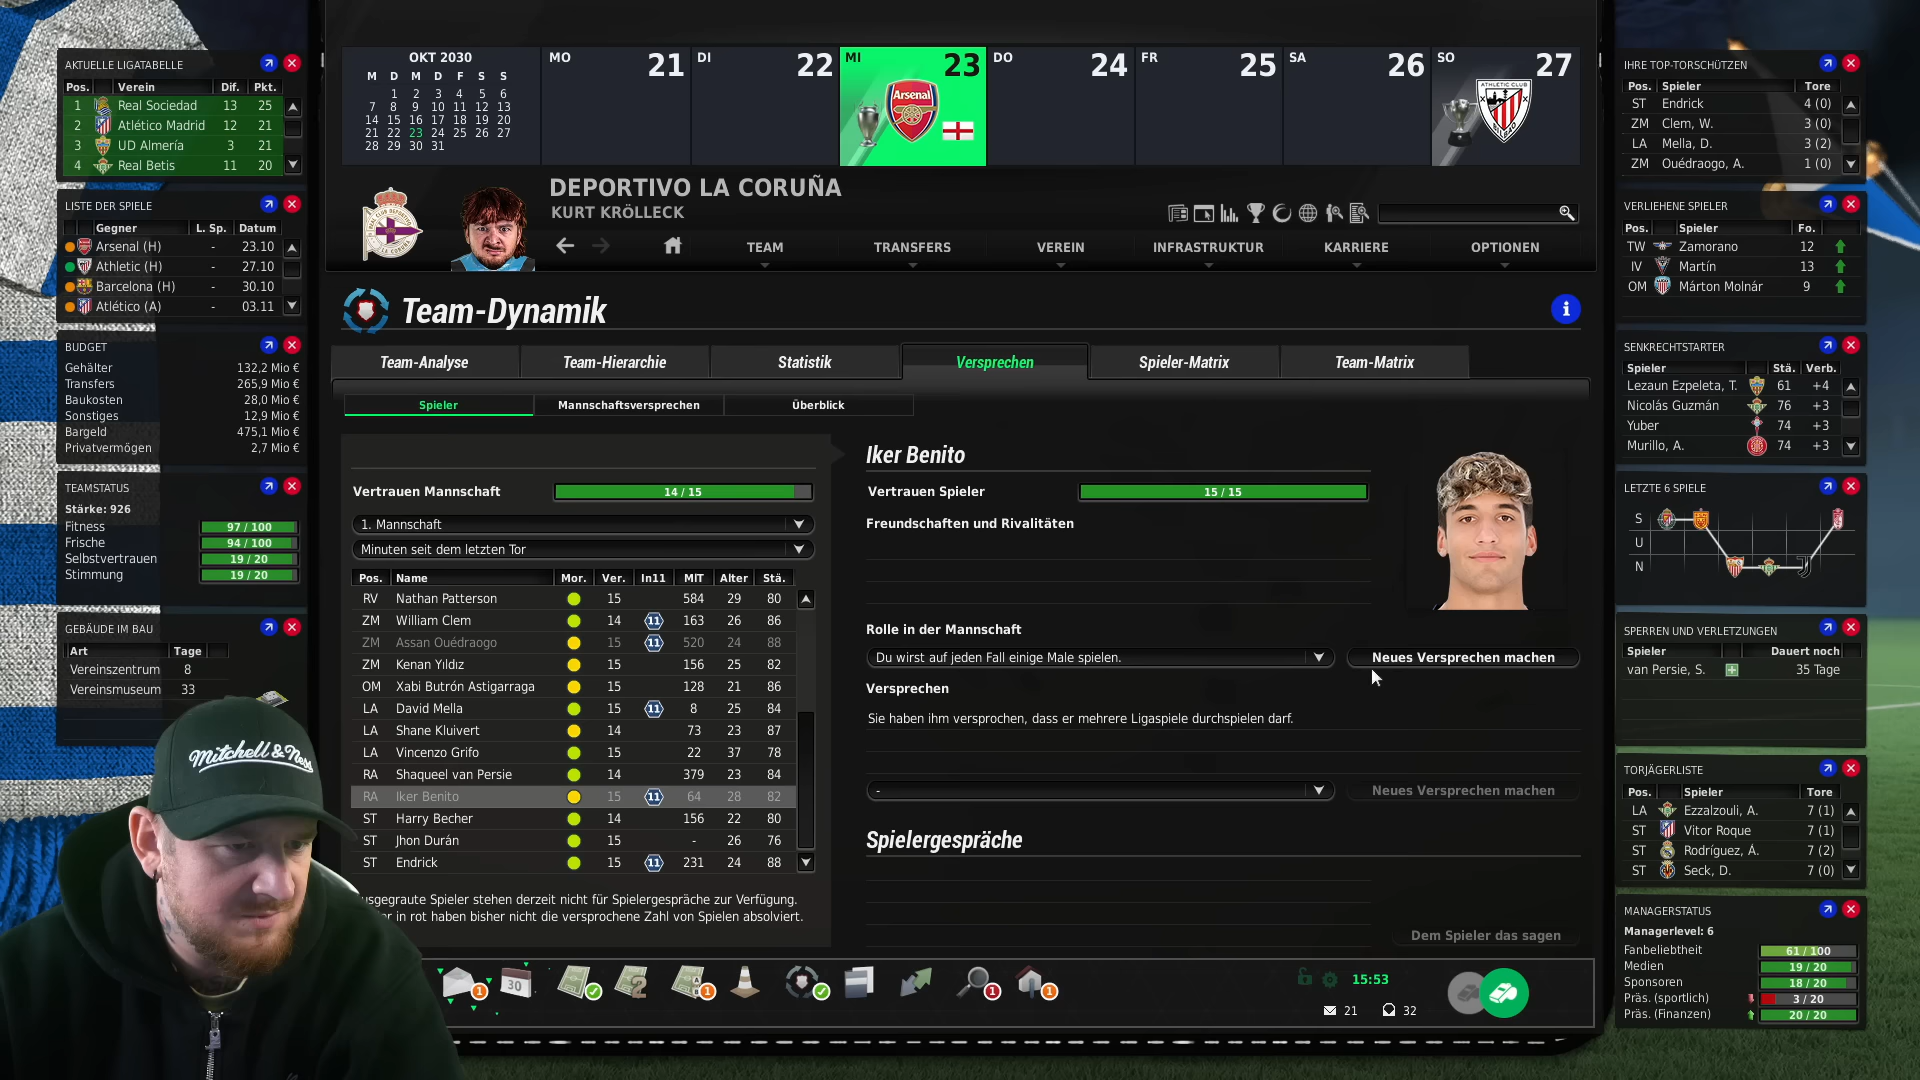 AKTUELLE LIGATABELLE
Pos. Verein Dif. Pkt.
1 Real Sociedad 13 25
2 Atlético Madrid 12 21
3 UD Almería 3 21
4 Real Betis 11 20
LISTE DER SPIELE
Gegner L. Sp. Datum
Arsenal (H) - 23.10
Athletic (H) - 27.10
Barcelona (H) - 30.10
Atlético (A) - 03.11
BUDGET
Gehälter 132,2 Mio €
Transfers 265,9 Mio €
Baukosten 28,0 Mio €
Sonstiges 12,9 Mio €
Bargeld 475,1 Mio €
Privatvermögen 2,7 Mio €
TEAMSTATUS
Stärke: 926
Fitness 97 / 100
Frische 94 / 100
Selbstvertrauen 19 / 20
Stimmung 19 / 20
GEBÄUDE IM BAU
Art Tage
Vereinszentrum 8
Vereinsmuseum 33
Mitchell & Ness
OKT 2030
M D M D F S S
1 2 3 4 5 6
7 8 9 10 11 12 13
14 15 16 17 18 19 20
21 22 23 24 25 26 27
28 29 30 31
MO 21
DI 22
MI 23
Arsenal
DO 24
FR 25
SA 26
SO 27
ATHLETIC CLUB
DEPORTIVO LA CORUÑA
KURT KRÖLLECK
TEAM TRANSFERS VEREIN INFRASTRUKTUR KARRIERE OPTIONEN
Team-Dynamik
i
Team-Analyse Team-Hierarchie Statistik Versprechen Spieler-Matrix Team-Matrix
Spieler Mannschaftsversprechen Überblick
Vertrauen Mannschaft 14 / 15
1. Mannschaft
Minuten seit dem letzten Tor
Pos. Name Mor. Ver. In11 MIT Alter Stä.
RV Nathan Patterson 15 584 29 80
ZM William Clem 14 11 163 26 86
ZM Assan Ouédraogo 15 11 520 24 88
ZM Kenan Yıldız 15 156 25 82
OM Xabi Butrón Astigarraga 15 128 21 86
LA David Mella 15 11 8 25 84
LA Shane Kluivert 14 73 23 87
LA Vincenzo Grifo 15 22 37 78
RA Shaqueel van Persie 14 379 23 84
RA Iker Benito 15 11 64 28 82
ST Harry Becher 14 156 22 80
ST Jhon Durán 15 - 26 76
ST Endrick 15 11 231 24 88
usgegraute Spieler stehen derzeit nicht für Spielergespräche zur Verfügung.
er in rot haben bisher nicht die versprochene Zahl von Spielen absolviert.
Iker Benito
Vertrauen Spieler 15 / 15
Freundschaften und Rivalitäten
Rolle in der Mannschaft
Du wirst auf jeden Fall einige Male spielen. Neues Versprechen machen
Versprechen
Sie haben ihm versprochen, dass er mehrere Ligaspiele durchspielen darf.
- Neues Versprechen machen
Spielergespräche
Dem Spieler das sagen
1 30 2 1 1 1
15:53
21 32
IHRE TOP-TORSCHÜTZEN
Pos. Spieler Tore
ST Endrick 4 (0)
ZM Clem, W. 3 (0)
LA Mella, D. 3 (2)
ZM Ouédraogo, A. 1 (0)
VERLIEHENE SPIELER
Pos. Spieler Fo.
TW Zamorano 12
IV Martín 13
OM Márton Molnár 9
SENKRECHTSTARTER
Spieler Stä. Verb.
Lezaun Ezpeleta, T. 61 +4
Nicolás Guzmán 76 +3
Yuber 74 +3
Murillo, A. 74 +3
LETZTE 6 SPIELE
S
U
N
SPERREN UND VERLETZUNGEN
Spieler Dauert noch
van Persie, S. 35 Tage
TORJÄGERLISTE
Pos. Spieler Tore
LA Ezzalzouli, A. 7 (1)
ST Vitor Roque 7 (1)
ST Rodríguez, Á. 7 (2)
ST Seck, D. 7 (0)
MANAGERSTATUS
Managerlevel: 6
Fanbeliebtheit 61 / 100
Medien 19 / 20
Sponsoren 18 / 20
Präs. (sportlich) 3 / 20
Präs. (Finanzen) 20 / 20